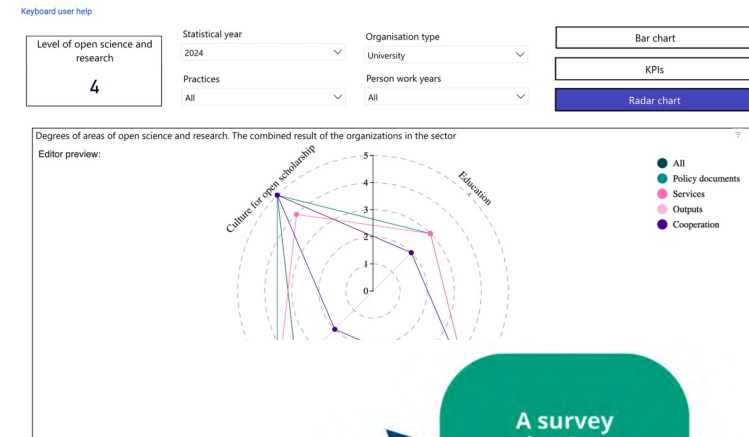 Keyboard user help
Level of open science and
research
4
Statistical year
2024
Organisation type
University
Practices
All
Person work years
All
Bar chart
KPIs
Radar chart
Degrees of areas of open science and research. The combined result of the organizations in the sector
Editor preview:
Culture for open scholarship
Education
5
4
3
2
1
0
All
Policy documents
Services
Outputs
Cooperation
A survey